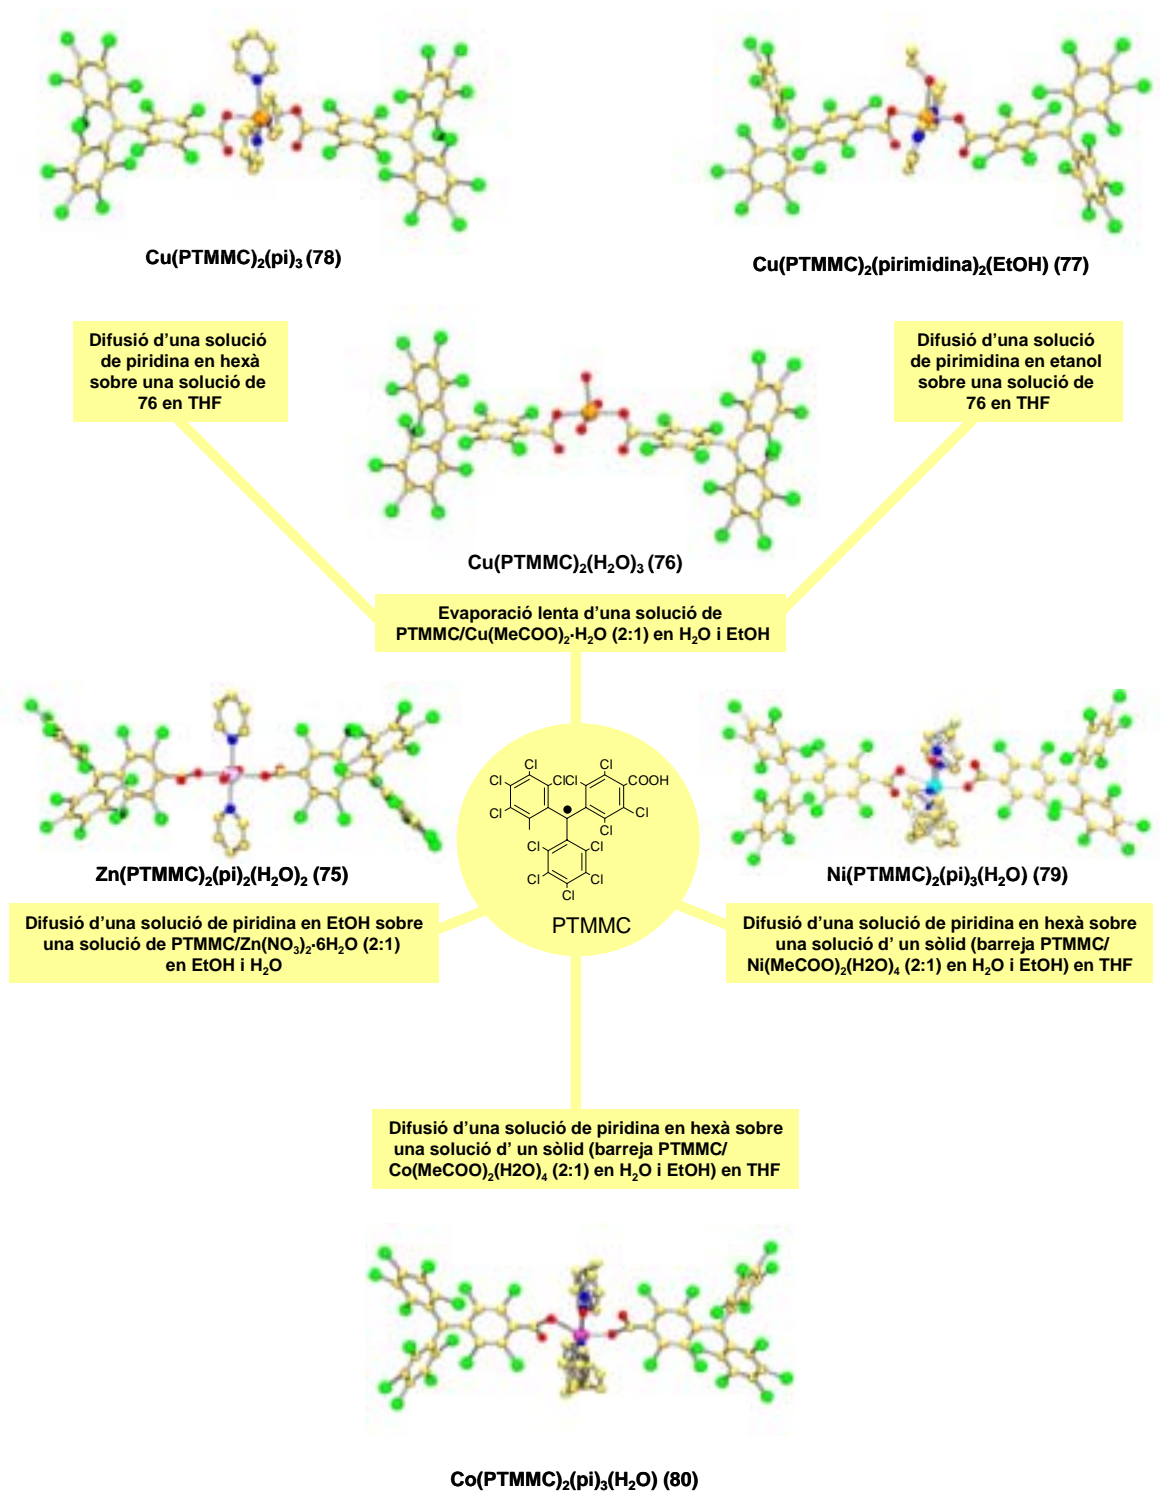 Cu(PTMMC)₂(pi)₃ (78)
Cu(PTMMC)₂(pirimidina)₂(EtOH) (77)
Difusió d’una solució
de piridina en hexà
sobre una solució de
76 en THF
Difusió d’una solució
de pirimidina en etanol
sobre una solució de
76 en THF
Cu(PTMMC)₂(H₂O)₃ (76)
Evaporació lenta d’una solució de
PTMMC/Cu(MeCOO)₂·H₂O (2:1) en H₂O i EtOH
Cl
Cl
Cl
Cl
Cl
Cl
Cl
COOH
Cl
Cl
Cl
Cl
Cl
Cl
Cl
PTMMC
Zn(PTMMC)₂(pi)₂(H₂O)₂ (75)
Difusió d’una solució de piridina en EtOH sobre
una solució de PTMMC/Zn(NO₃)₂·6H₂O (2:1)
en EtOH i H₂O
Ni(PTMMC)₂(pi)₃(H₂O) (79)
Difusió d’una solució de piridina en hexà sobre
una solució d’ un sòlid (barreja PTMMC/
Ni(MeCOO)₂(H2O)₄ (2:1) en H₂O i EtOH) en THF
Difusió d’una solució de piridina en hexà sobre
una solució d’ un sòlid (barreja PTMMC/
Co(MeCOO)₂(H2O)₄ (2:1) en H₂O i EtOH) en THF
Co(PTMMC)₂(pi)₃(H₂O) (80)